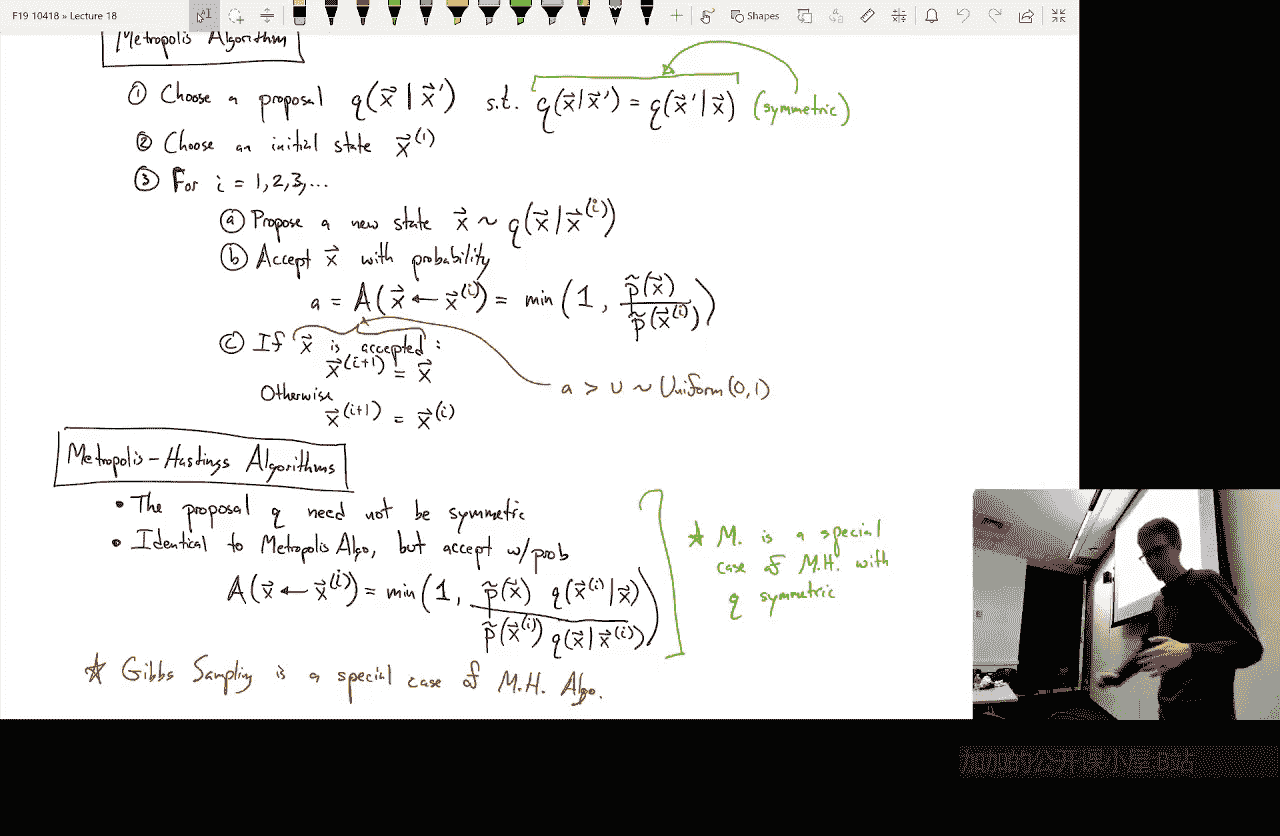 F19 10418 » Lecture 18
Shapes
Metropolis Algorithm
① Choose a proposal q(x⃗ | x⃗') s.t. q(x⃗|x⃗') = q(x⃗'|x⃗) (symmetric)
② Choose an initial state x⃗⁽¹⁾
③ For i = 1,2,3,...
ⓐ Propose a new state x⃗ ~ q(x⃗ | x⃗⁽ⁱ⁾)
ⓑ Accept x⃗ with probability
a = A(x⃗ ← x⃗⁽ⁱ⁾) = min(1, p̃(x⃗) / p̃(x⃗⁽ⁱ⁾))
ⓒ If x⃗ is accepted:
x⃗⁽ⁱ⁺¹⁾ = x⃗
a > u ~ Uniform(0,1)
Otherwise
x⃗⁽ⁱ⁺¹⁾ = x⃗⁽ⁱ⁾
Metropolis-Hastings Algorithms
• The proposal q need not be symmetric
• Identical to Metropolis Algo, but accept w/prob
A(x⃗ ← x⃗⁽ⁱ⁾) = min(1, p̃(x⃗) q(x⃗⁽ⁱ⁾|x⃗) / p̃(x⃗⁽ⁱ⁾) q(x⃗|x⃗⁽ⁱ⁾))
★ M. is a special
case of M.H. with
q symmetric
★ Gibbs Sampling is a special case of M.H. Algo.
加加的公开课小屋 B站